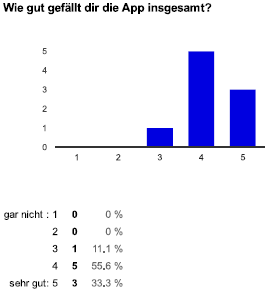 Wie gut gefällt dir die App insgesamt?
5
4
3
2
1
0
1 2 3 4 5
gar nicht : 1 0 0 %
2 0 0 %
3 1 11.1 %
4 5 55.6 %
sehr gut: 5 3 33.3 %